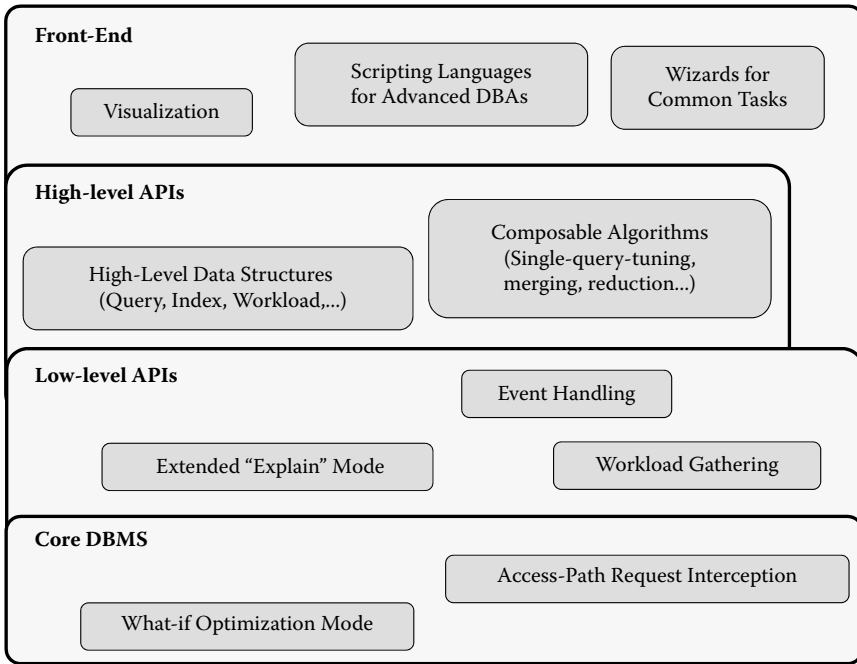 Front-End
Scripting Languages
for Advanced DBAs
Wizards for
Common Tasks
Visualization
High-level APIs
Composable Algorithms
(Single-query-tuning,
merging, reduction...)
High-Level Data Structures
(Query, Index, Workload,...)
Low-level APIs
Event Handling
Extended “Explain” Mode
Workload Gathering
Core DBMS
Access-Path Request Interception
What-if Optimization Mode